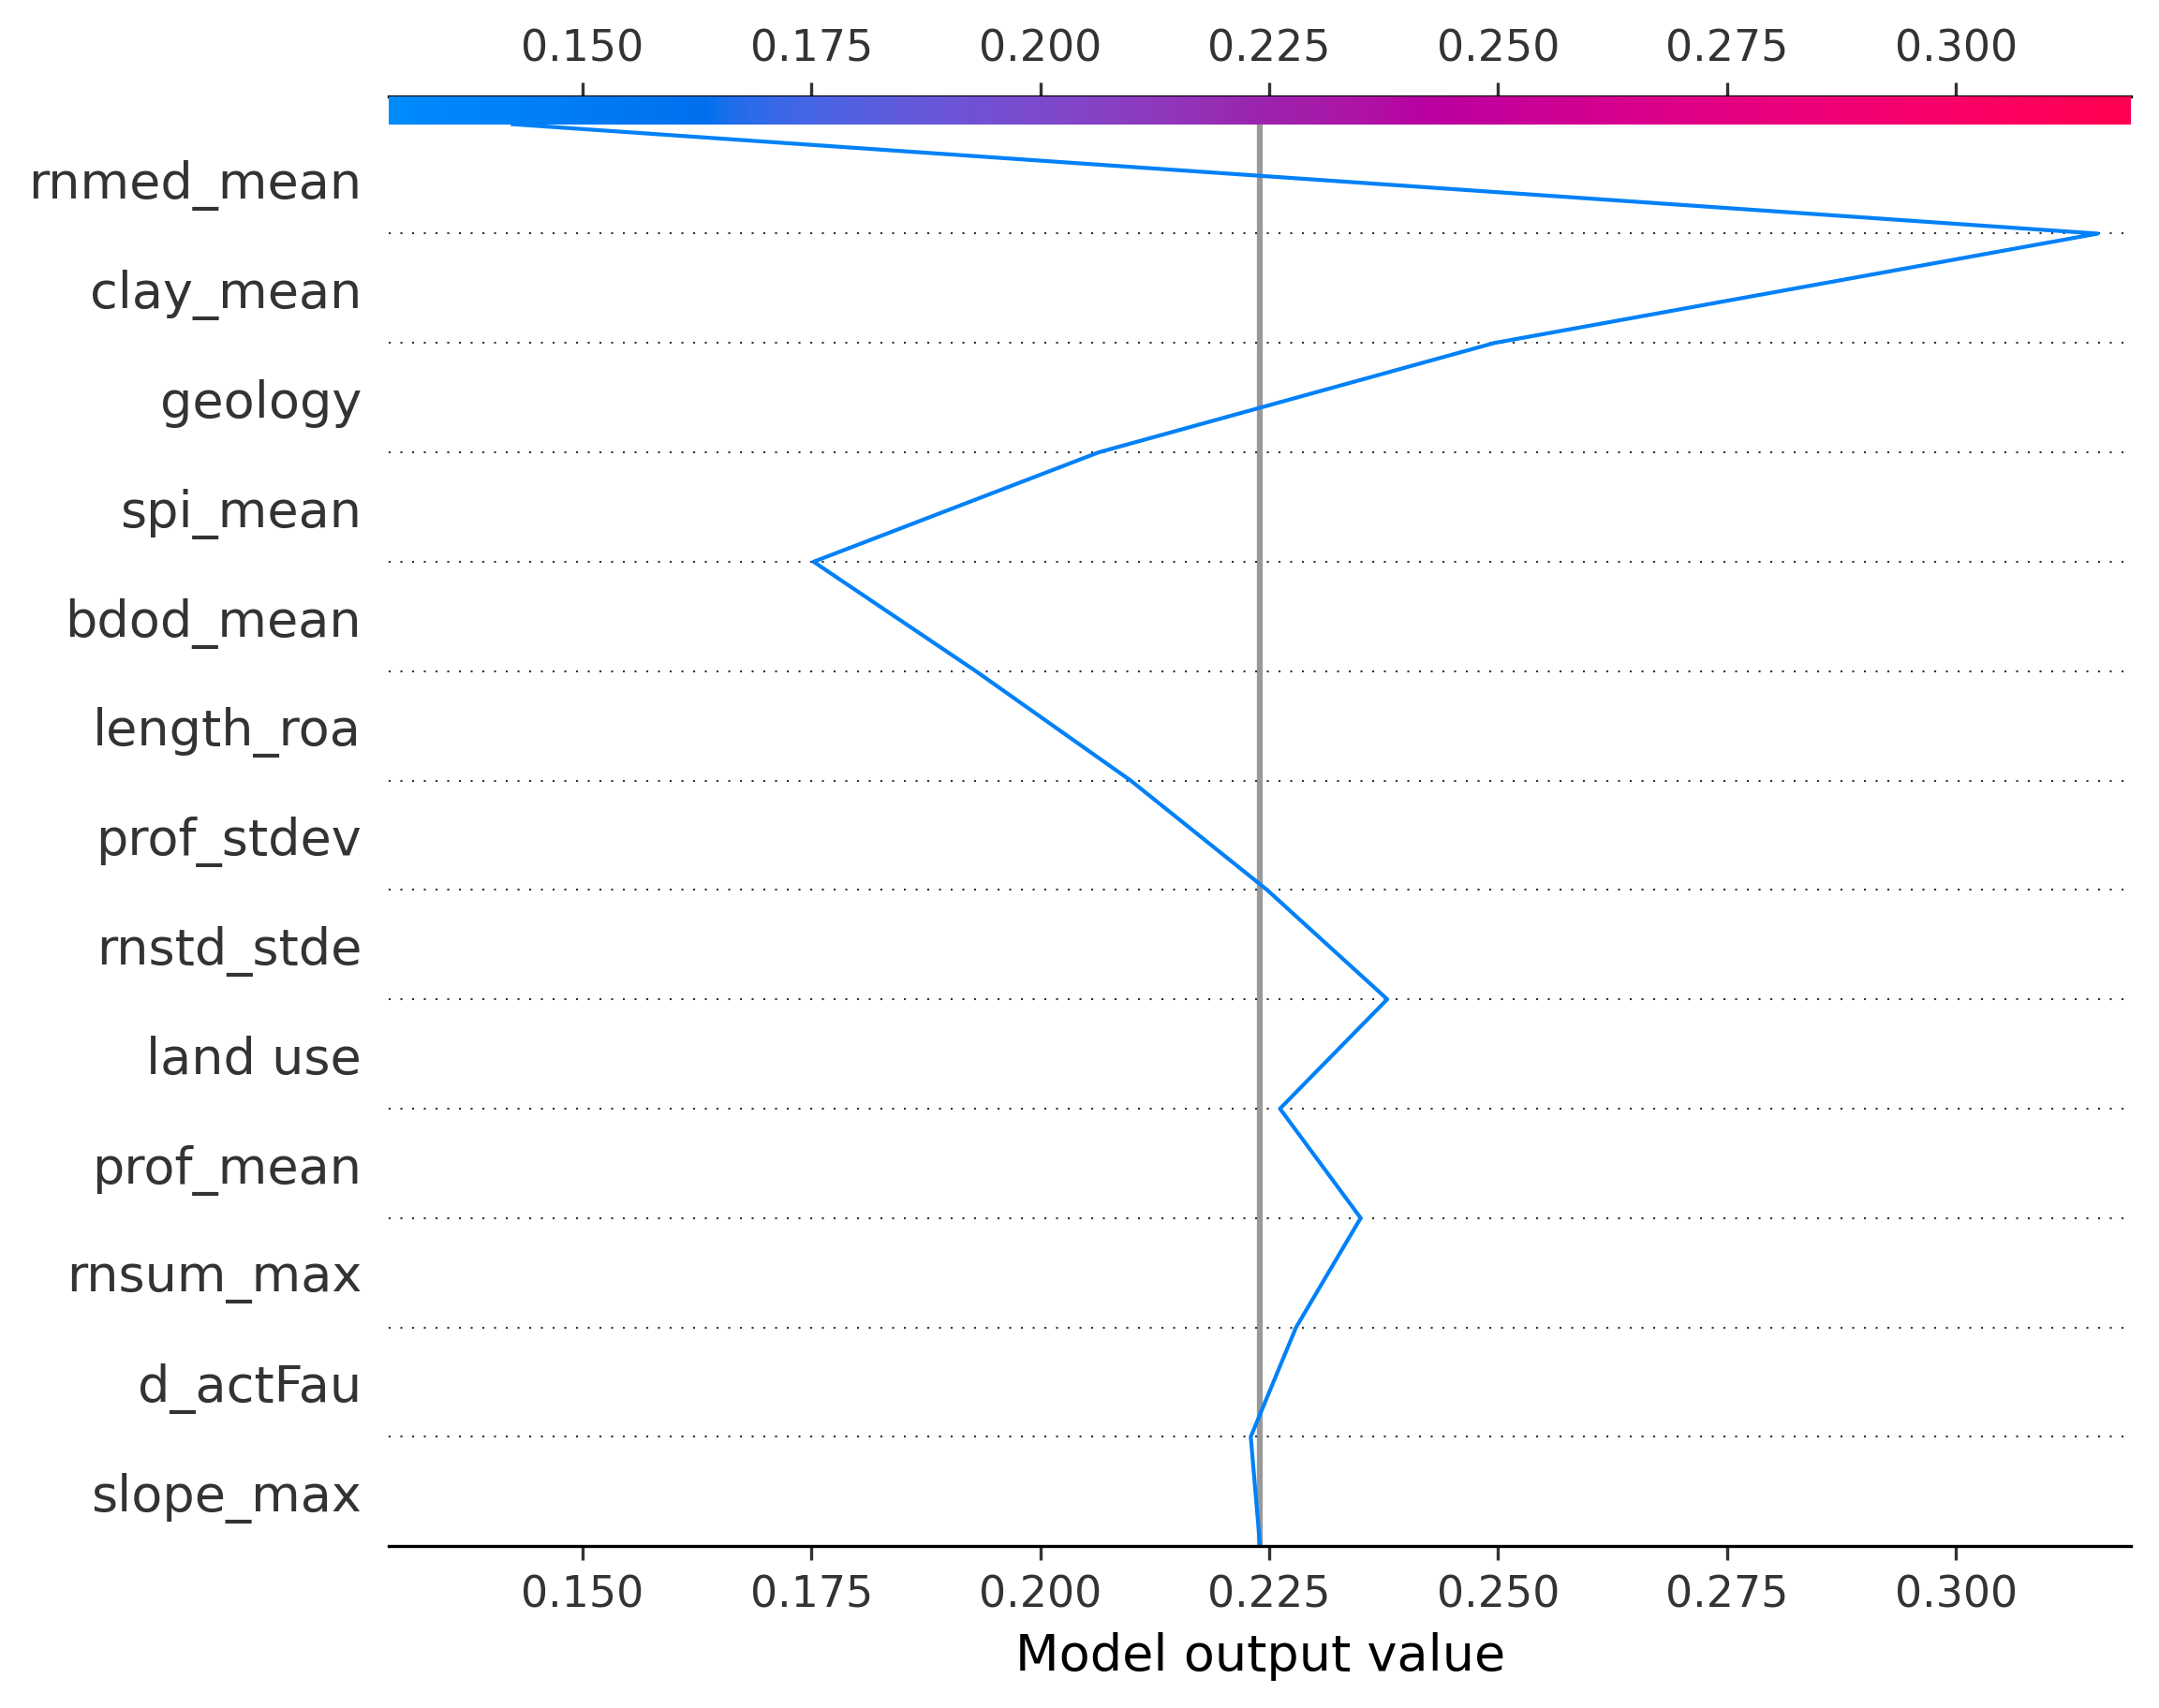 0.150 0.175 0.200 0.225 0.250 0.275 0.300
rnmed_mean
clay_mean
geology
spi_mean
bdod_mean
length_roa
prof_stdev
rnstd_stde
land use
prof_mean
rnsum_max
d_actFau
slope_max
0.150 0.175 0.200 0.225 0.250 0.275 0.300
Model output value